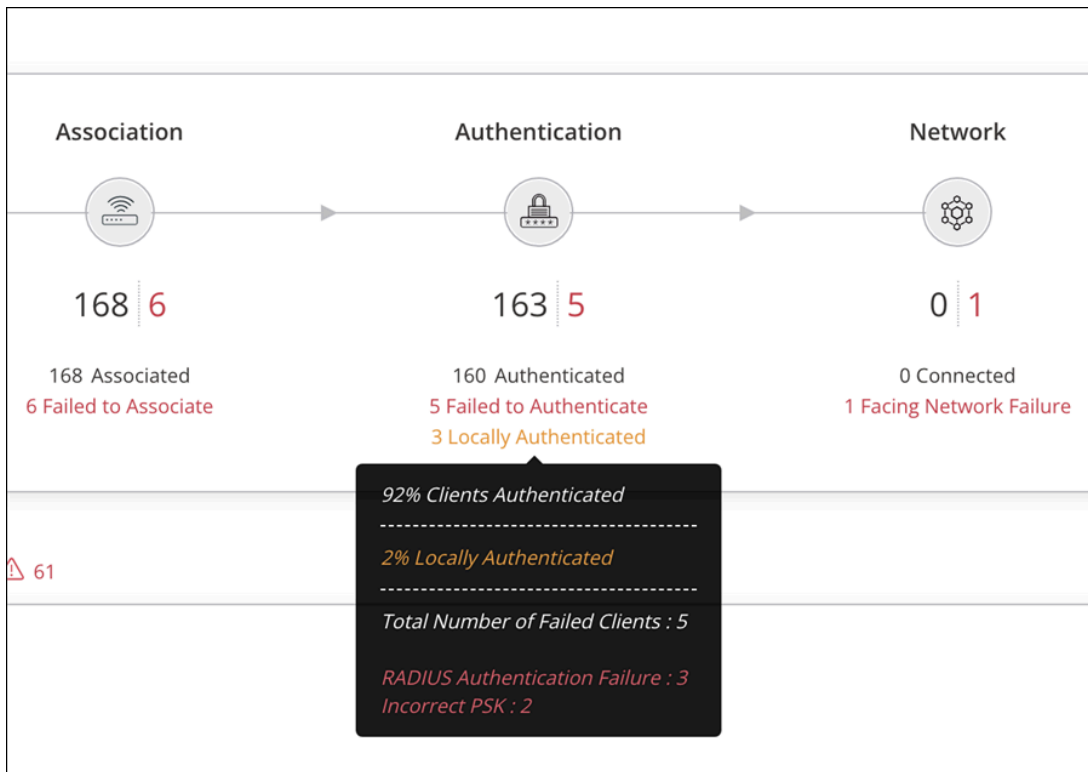 Association
Authentication
Network
****
168 6
163 5
0 1
168 Associated
160 Authenticated
0 Connected
6 Failed to Associate
5 Failed to Authenticate
1 Facing Network Failure
3 Locally Authenticated
92% Clients Authenticated
2% Locally Authenticated
61
Total Number of Failed Clients : 5
RADIUS Authentication Failure : 3
Incorrect PSK : 2